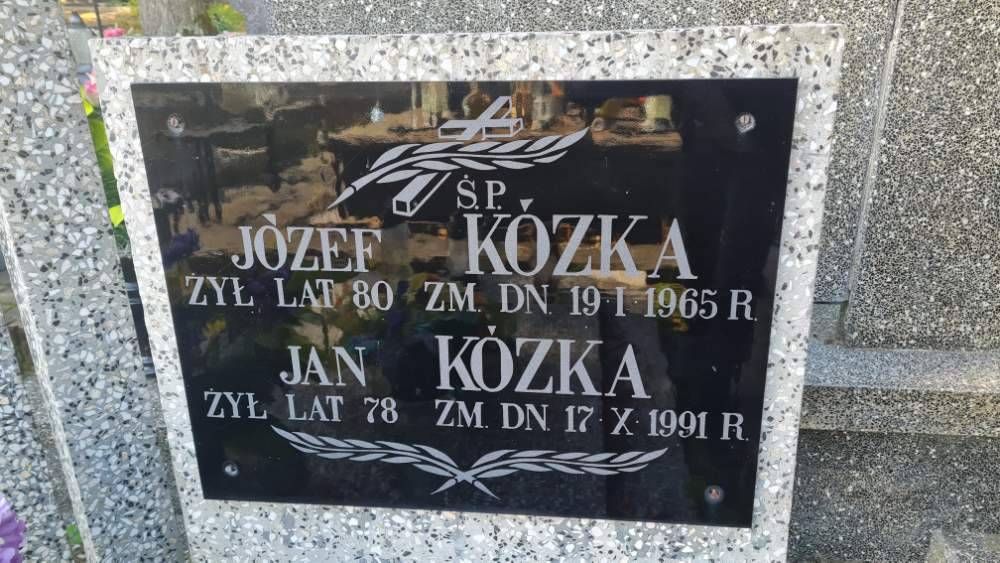 Ś.P.
JÓZEF KÓZKA
ŻYŁ LAT 80 ZM. DN. 19·I·1965 R.
JAN KÓZKA
ŻYŁ LAT 78 ZM. DN. 17·X·1991 R.